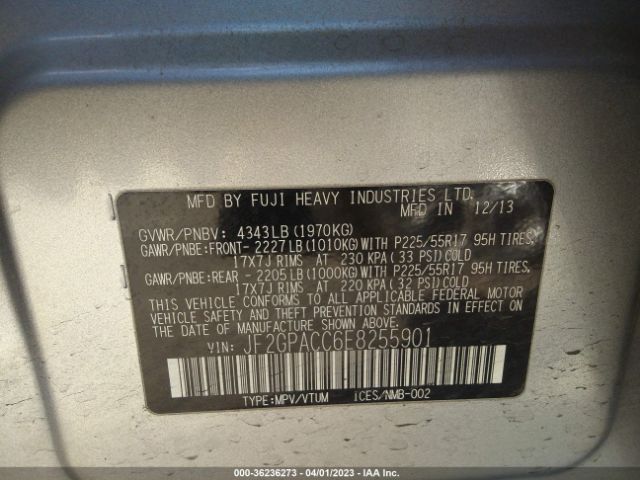 MFD BY FUJI HEAVY INDUSTRIES LTD.
MFD IN 12/13
GVWR/PNBV: 4343LB(1970KG)
GAWR/PNBE:FRONT- 2227LB(1010KG)WITH P225/55R17 95H TIRES,
17X7J RIMS AT 230 KPA(33 PSI)COLD
GAWR/PNBE:REAR - 2205LB(1000KG)WITH P225/55R17 95H TIRES,
17X7J RIMS AT 220 KPA(32 PSI)COLD
THIS VEHICLE CONFORMS TO ALL APPLICABLE FEDERAL MOTOR
VEHICLE SAFETY BUMPER, AND THEFT PREVENTION STANDARDS IN EFFECT
ON THE DATE OF MANUFACTURE SHOWN ABOVE.
VIN: JF2GPACC6E8255901
TYPE:MPV/VTUM ICES/NMB-002
000-36236273 - 04/01/2023 - IAA Inc.